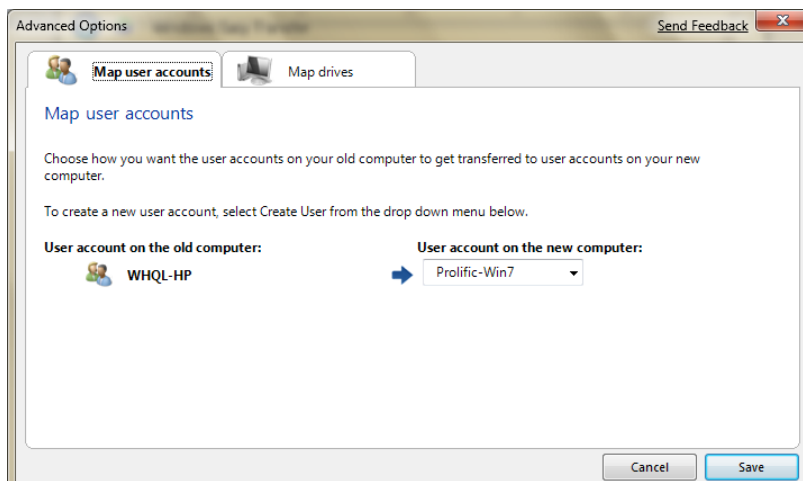 Advanced Options
Windows Easy Transfer
Send Feedback
Map user accounts
Map drives
Map user accounts
Choose how you want the user accounts on your old computer to get transferred to user accounts on your new
computer.
To create a new user account, select Create User from the drop down menu below.
User account on the old computer:
User account on the new computer:
WHQL-HP
Prolific-Win7
Cancel
Save